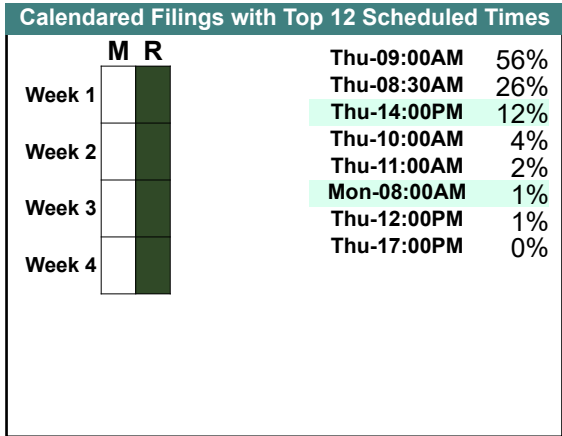 Calendared Filings with Top 12 Scheduled Times
M R
Week 1
Week 2
Week 3
Week 4
Thu-09:00AM 56%
Thu-08:30AM 26%
Thu-14:00PM 12%
Thu-10:00AM 4%
Thu-11:00AM 2%
Mon-08:00AM 1%
Thu-12:00PM 1%
Thu-17:00PM 0%